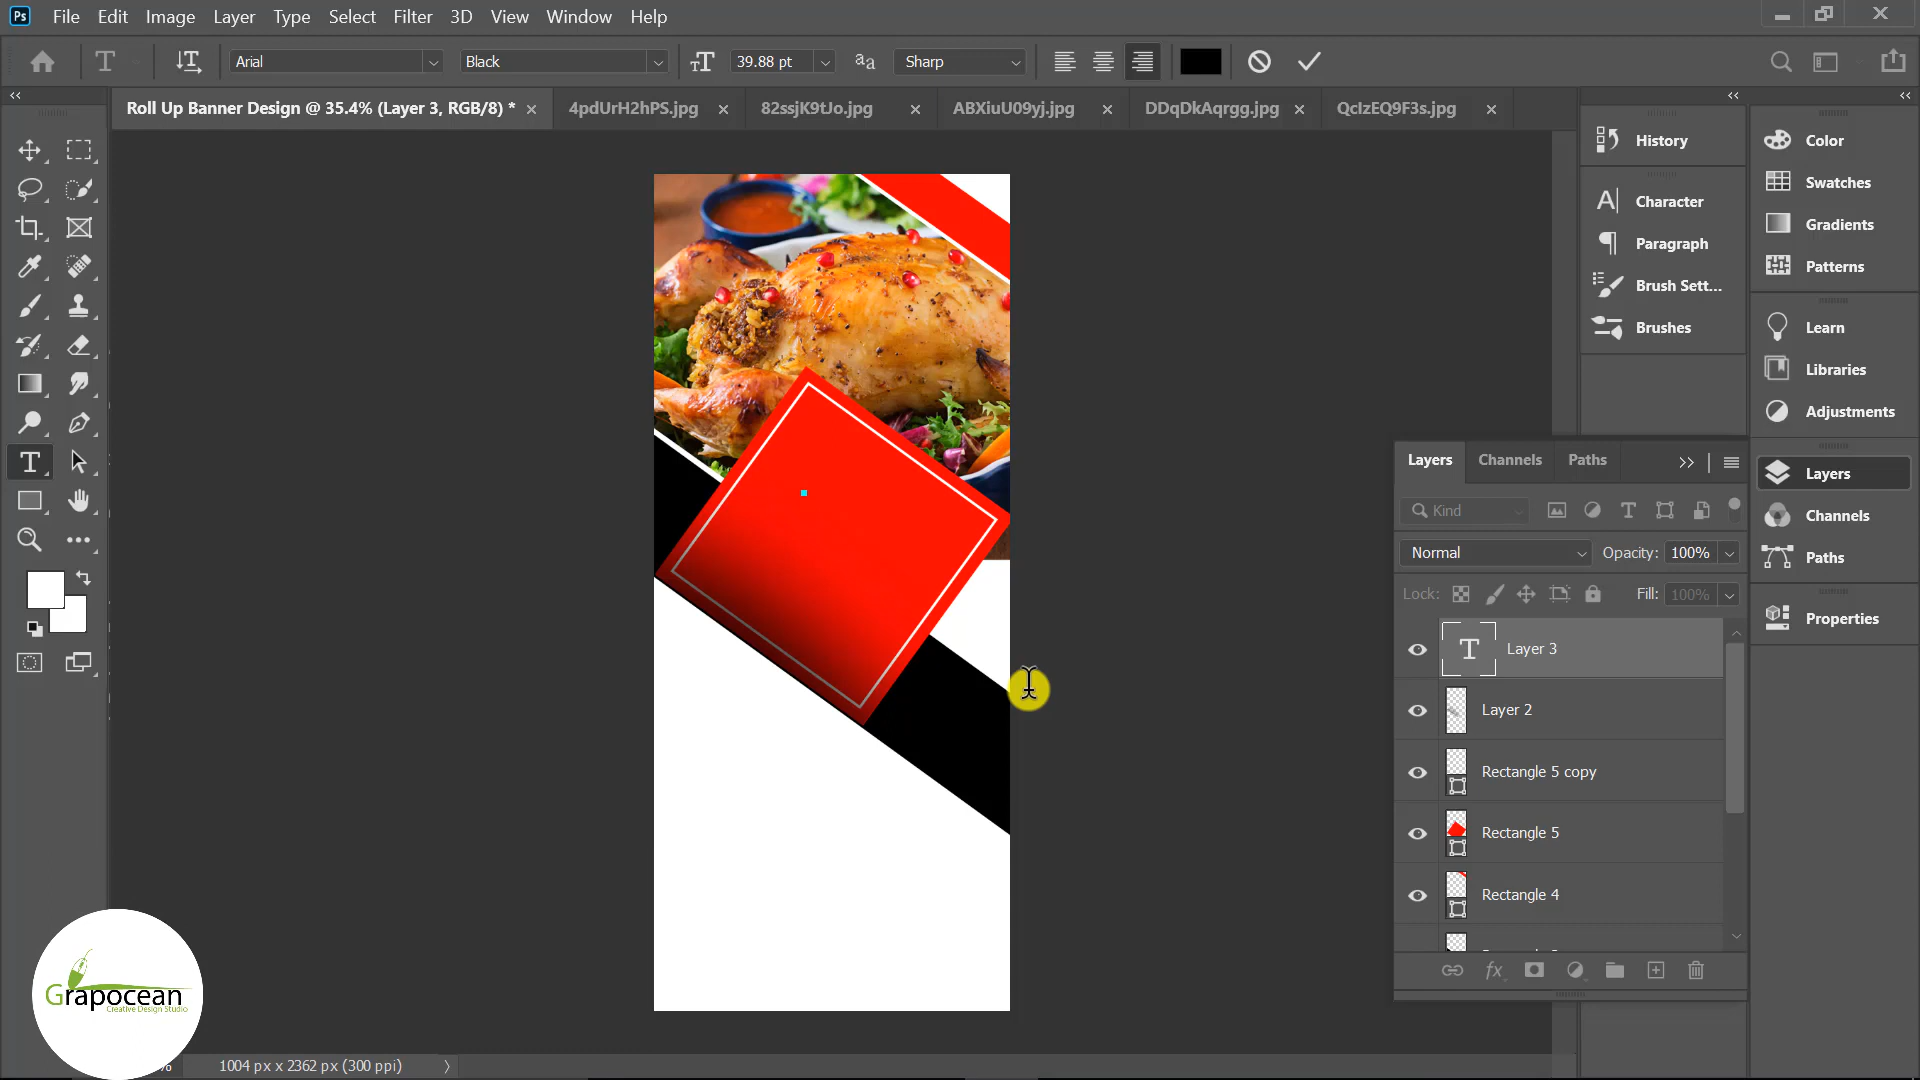 Ps File Edit Image Layer Type Select Filter 3D View Window Help
T Arial Black 39.88 pt aa Sharp
Roll Up Banner Design @ 35.4% (Layer 3, RGB/8) * 4pdUrH2hPS.jpg 82ssjK9tJo.jpg ABXiuU09yj.jpg DDqDkAqrgg.jpg QcIzEQ9F3s.jpg
History
Character
Paragraph
Brush Sett...
Brushes
Color
Swatches
Gradients
Patterns
Learn
Libraries
Adjustments
Layers
Channels
Paths
Properties
Layers Channels Paths
Kind
Normal Opacity: 100%
Lock: Fill: 100%
T Layer 3
Layer 2
Rectangle 5 copy
Rectangle 5
Rectangle 4
fx
Grapocean
Creative Design Studio
% 1004 px x 2362 px (300 ppi)